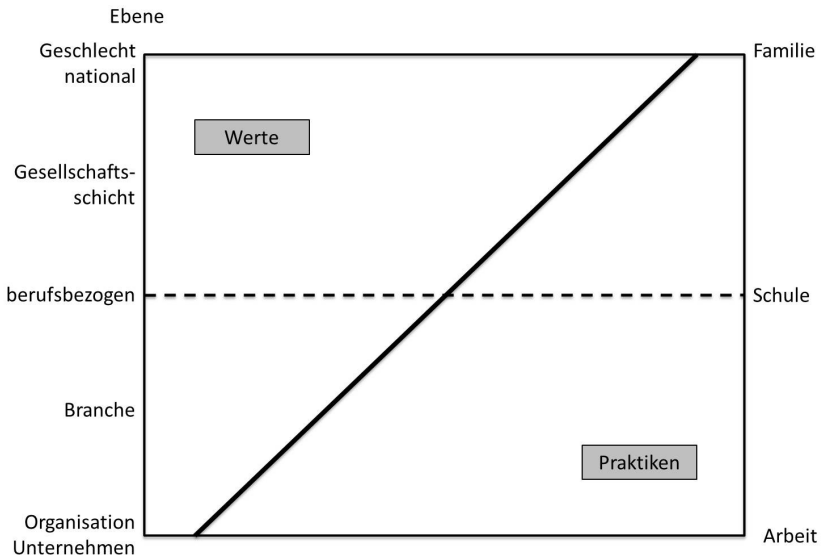 Ebene
Geschlecht
national
Familie
Werte
Gesellschafts-
schicht
berufsbezogen
Schule
Branche
Praktiken
Organisation
Unternehmen
Arbeit